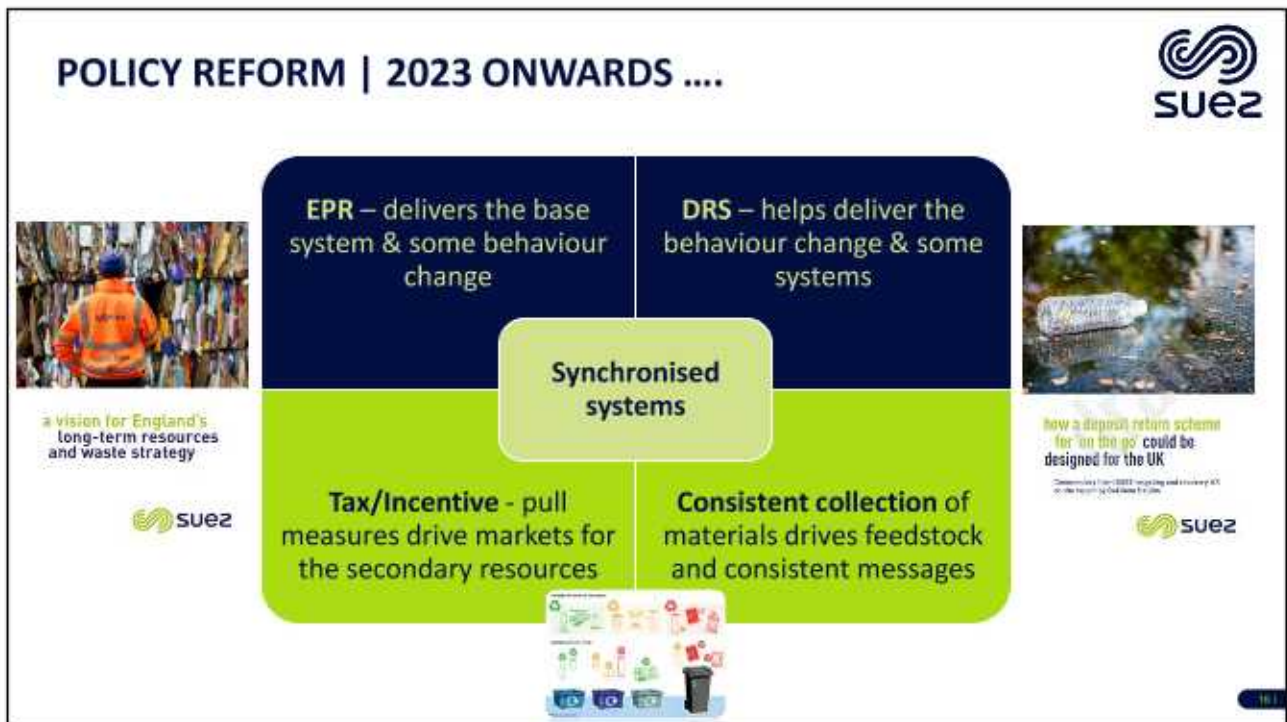 POLICY REFORM | 2023 ONWARDS ....
suez
EPR – delivers the base
system & some behaviour
change
DRS – helps deliver the
behaviour change & some
systems
Synchronised
systems
a vision for England's
long-term resources
and waste strategy
suez
how a deposit return scheme
for 'on the go' could be
designed for the UK
suez
Tax/Incentive - pull
measures drive markets for
the secondary resources
Consistent collection of
materials drives feedstock
and consistent messages